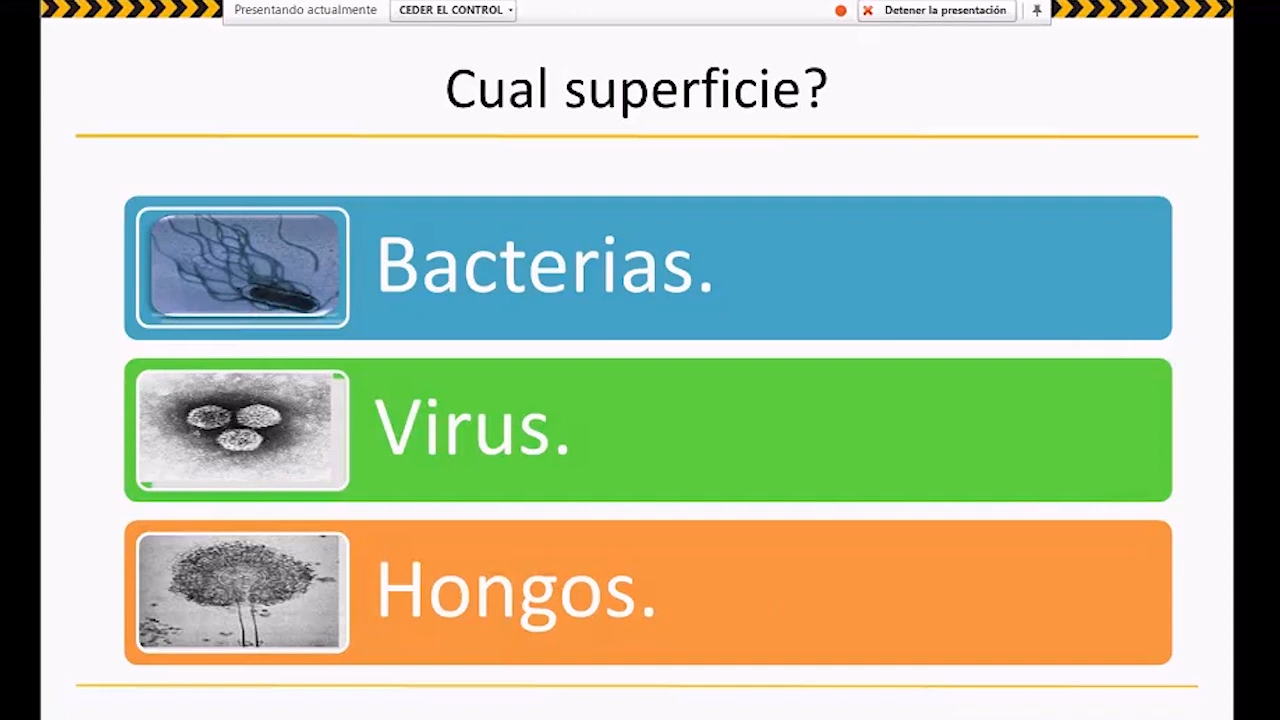 Presentando actualmente CEDER EL CONTROL Detener la presentación
Cual superficie?
Bacterias.
Virus.
Hongos.